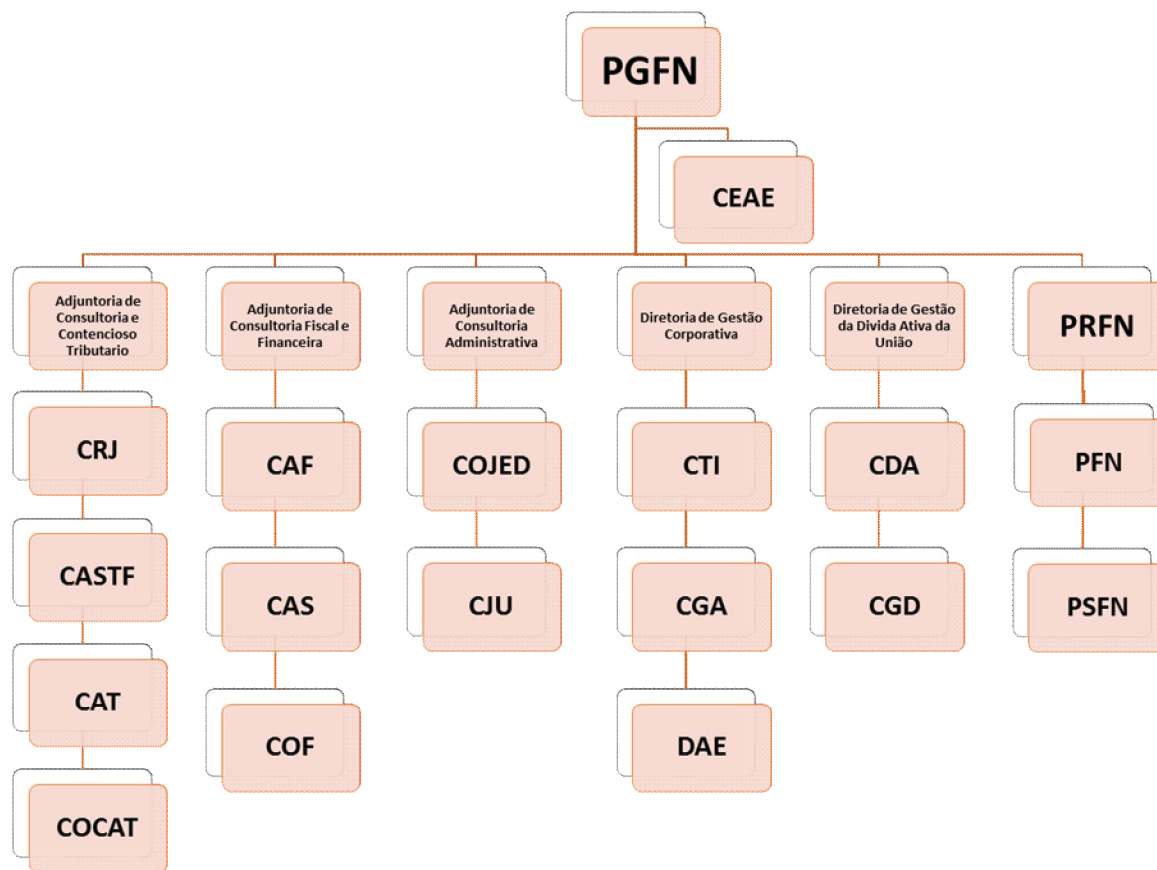 PGFN
CEAE
Adjuntoria de
Consultoria e
Contencioso
Tributario
Adjuntoria de
Consultoria Fiscal e
Financeira
Adjuntoria de
Consultoria
Administrativa
Diretoria de Gestão
Corporativa
Diretoria de Gestão
da Divida Ativa da
União
PRFN
CRJ
CAF
COJED
CTI
CDA
PFN
CASTF
CAS
CJU
CGA
CGD
PSFN
CAT
COF
DAE
COCAT